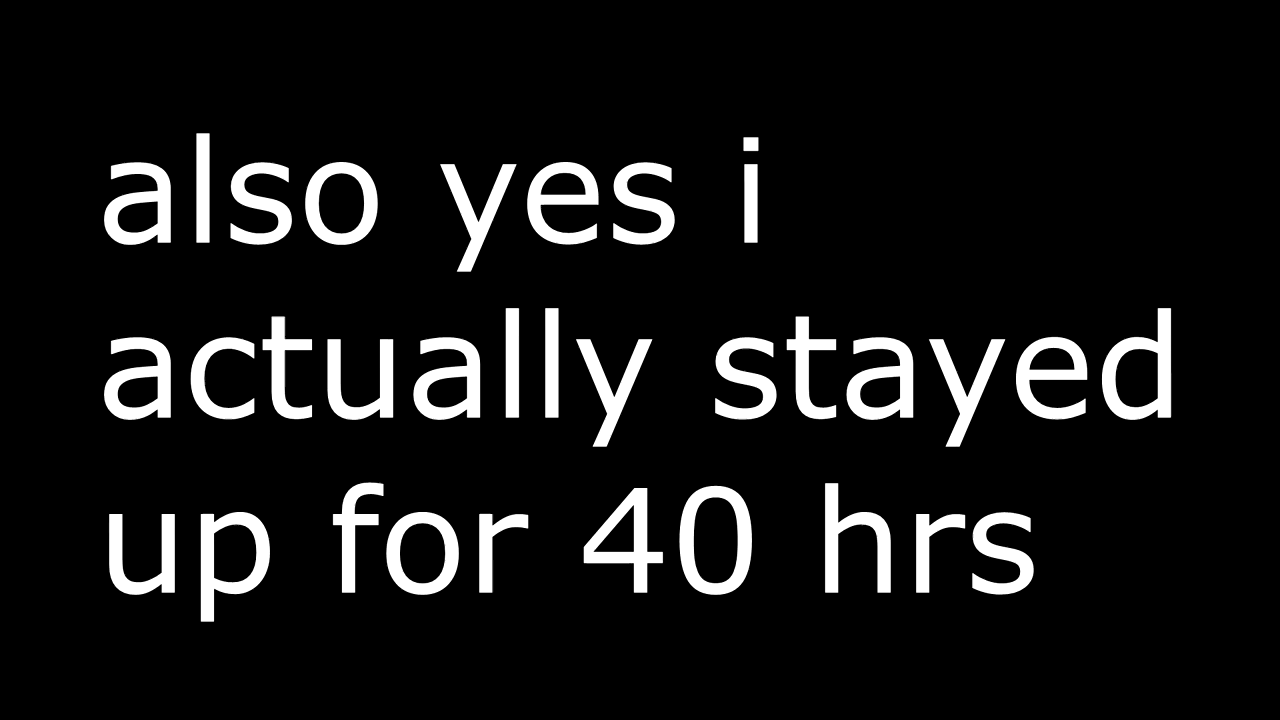 also yes i
actually stayed
up for 40 hrs